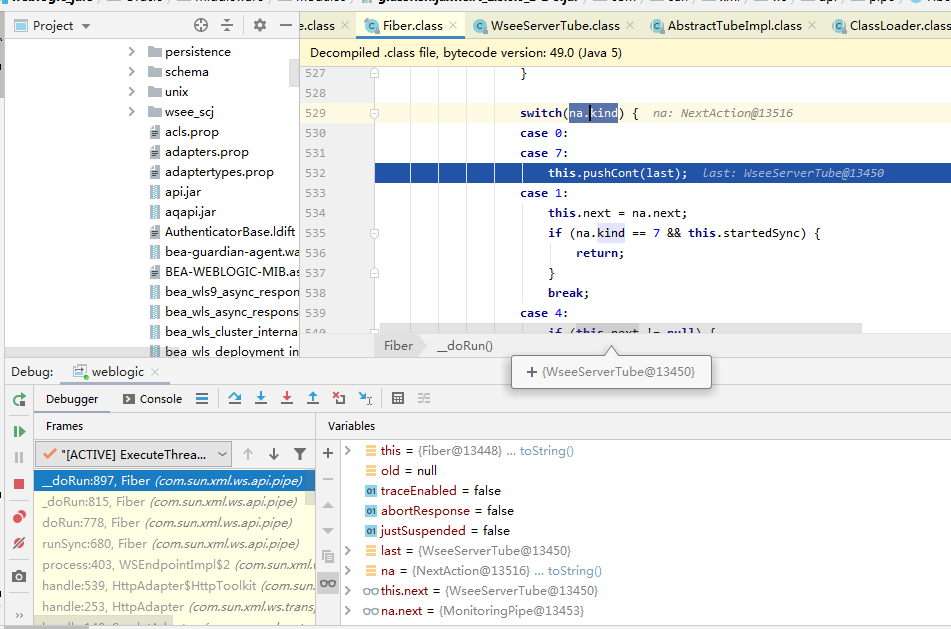 Project
e.class
Fiber.class
WseeServerTube.class
AbstractTubeImpl.class
ClassLoader.class
persistence
schema
unix
wsee_scj
acls.prop
adapters.prop
adaptertypes.prop
api.jar
aqapi.jar
AuthenticatorBase.ldift
bea-guardian-agent.wa
BEA-WEBLOGIC-MIB.as
bea_wls9_async_respon
bea_wls_async_respons
bea_wls_cluster_interna
bea_wls_deployment_in
Decompiled .class file, bytecode version: 49.0 (Java 5)
527 }
528
529 switch(na.kind) { na: NextAction@13516
530 case 0:
531 case 7:
532 this.pushCont(last); last: WseeServerTube@13450
533 case 1:
534 this.next = na.next;
535 if (na.kind == 7 && this.startedSync) {
536 return;
537 }
538 break;
539 case 4:
540 if (this.next != null) {
Fiber
__doRun()
+ {WseeServerTube@13450}
Debug:
weblogic
Debugger
Console
Frames
"[ACTIVE] ExecuteThrea...
__doRun:897, Fiber (com.sun.xml.ws.api.pipe)
_doRun:815, Fiber (com.sun.xml.ws.api.pipe)
doRun:778, Fiber (com.sun.xml.ws.api.pipe)
runSync:680, Fiber (com.sun.xml.ws.api.pipe)
process:403, WSEndpointImpl$2 (com.sun.xml.
handle:539, HttpAdapter$HttpToolkit (com.sun.
handle:253, HttpAdapter (com.sun.xml.ws.trans
Variables
this = {Fiber@13448} ... toString()
old = null
traceEnabled = false
abortResponse = false
justSuspended = false
last = {WseeServerTube@13450}
na = {NextAction@13516} ... toString()
this.next = {WseeServerTube@13450}
na.next = {MonitoringPipe@13453}